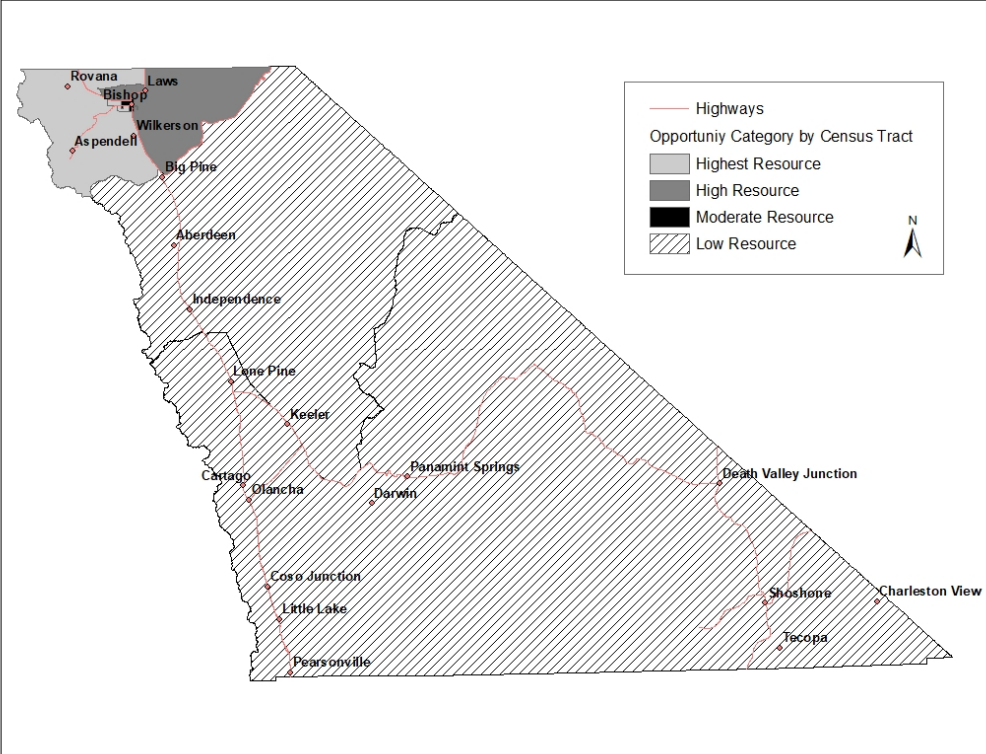 Highways
Opportuniy Category by Census Tract
Highest Resource
High Resource
Moderate Resource
Low Resource
N
Rovana
Laws
Bishop
Wilkerson
Aspendell
Big Pine
Aberdeen
Independence
Lone Pine
Keeler
Panamint Springs
Cartago
Olancha
Darwin
Death Valley Junction
Coso Junction
Little Lake
Shoshone
Charleston View
Tecopa
Pearsonville